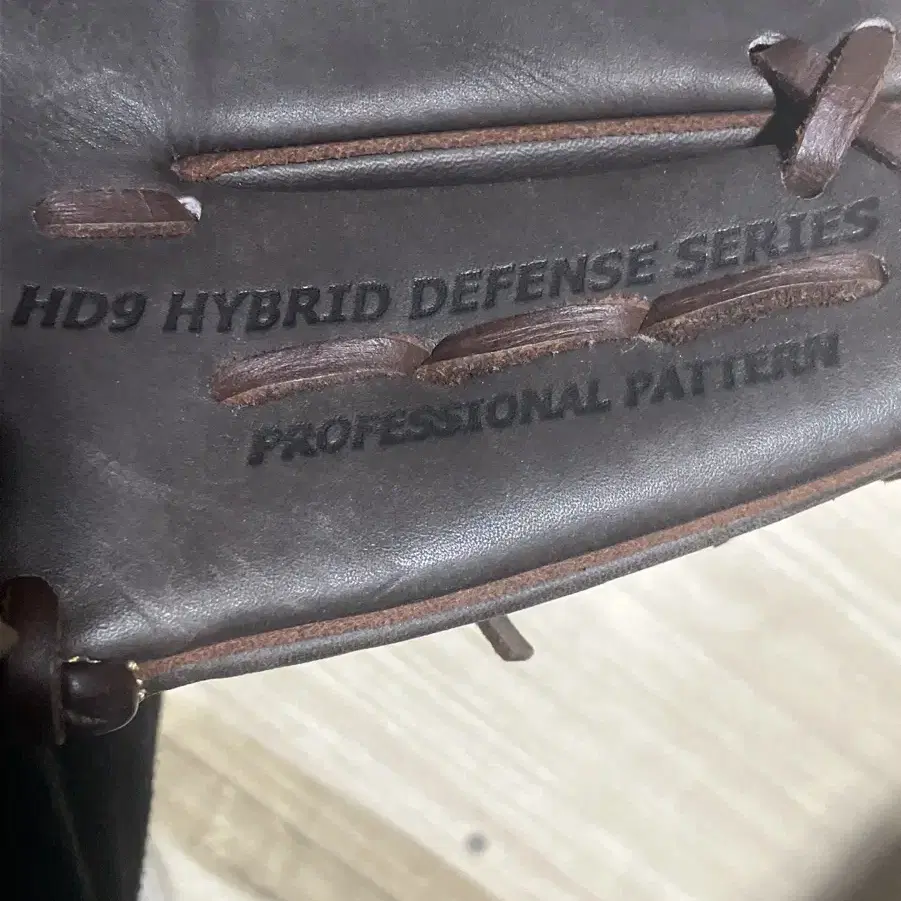 HD9 HYBRID DEFENSE SERIES
PROFESSIONAL PATTERN